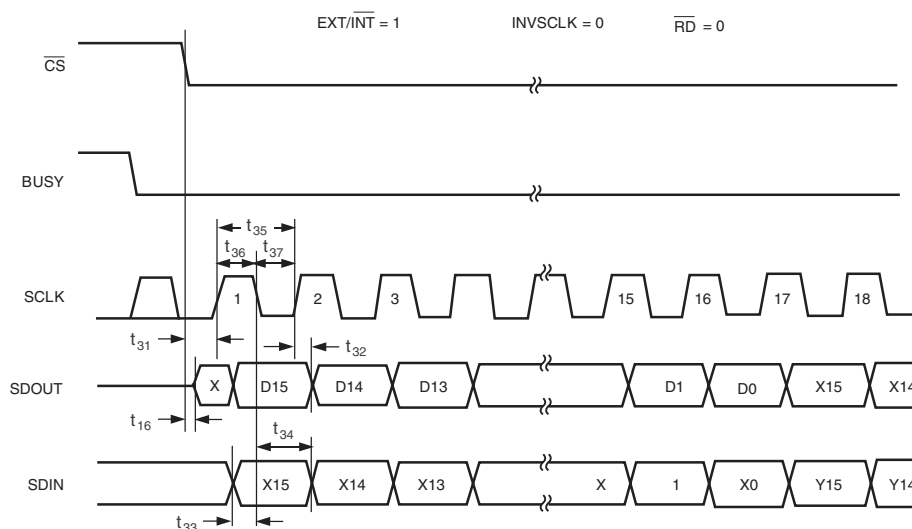 EXT/INT = 1 INVSCLK = 0 RD = 0
CS
BUSY
t35
t36 t37
SCLK 1 2 3 15 16 17 18
t31 t32
SDOUT X D15 D14 D13 D1 D0 X15 X14
t16 t34
SDIN X15 X14 X13 X 1 X0 Y15 Y14
t33